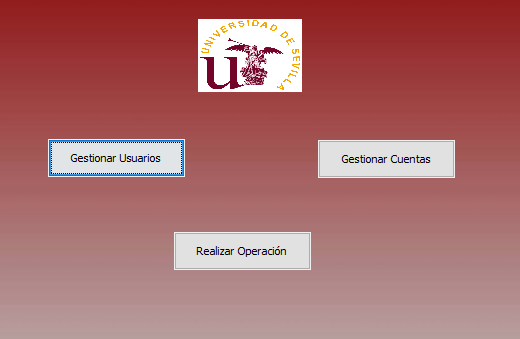 UNIVERSIDAD DE SEVILLA
u
Gestionar Usuarios
Gestionar Cuentas
Realizar Operación